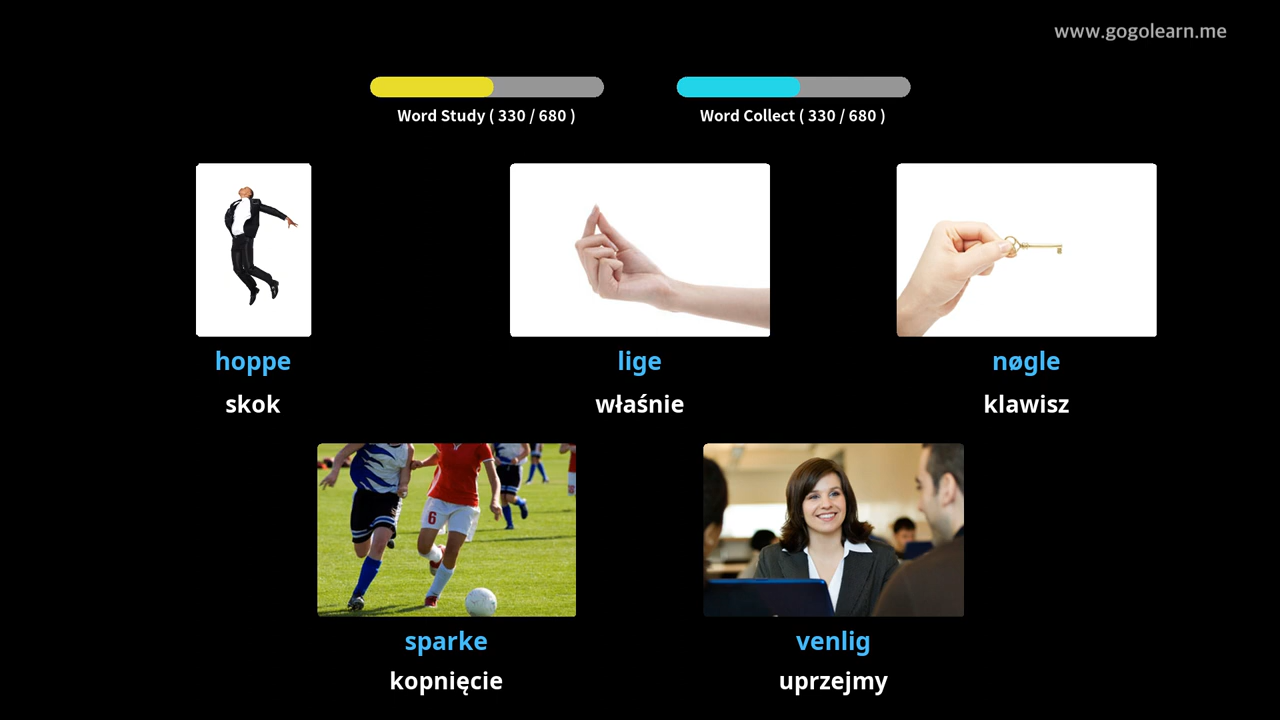 www.gogolearn.me
Word Study ( 330 / 680 )
Word Collect ( 330 / 680 )
hoppe
skok
lige
właśnie
nøgle
klawisz
sparke
kopnięcie
venlig
uprzejmy
6